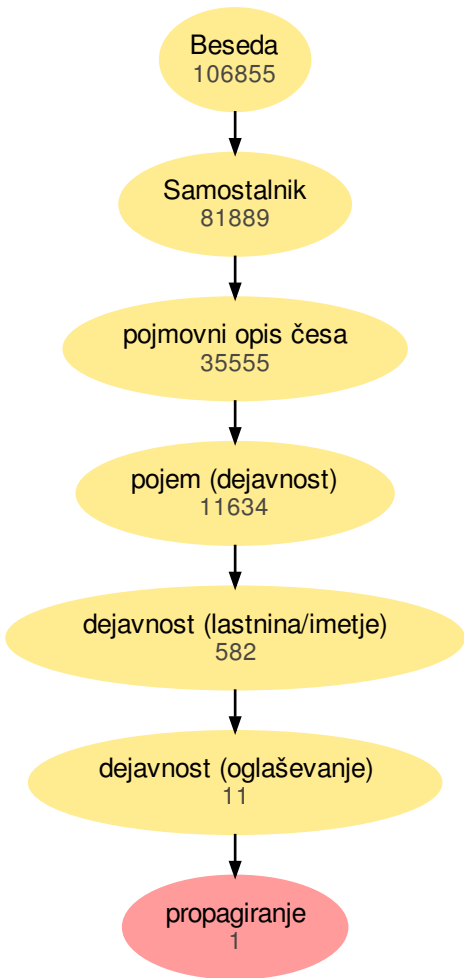 Beseda
106855
Samostalnik
81889
pojmovni opis česa
35555
pojem (dejavnost)
11634
dejavnost (lastnina/imetje)
582
dejavnost (oglaševanje)
11
propagiranje
1